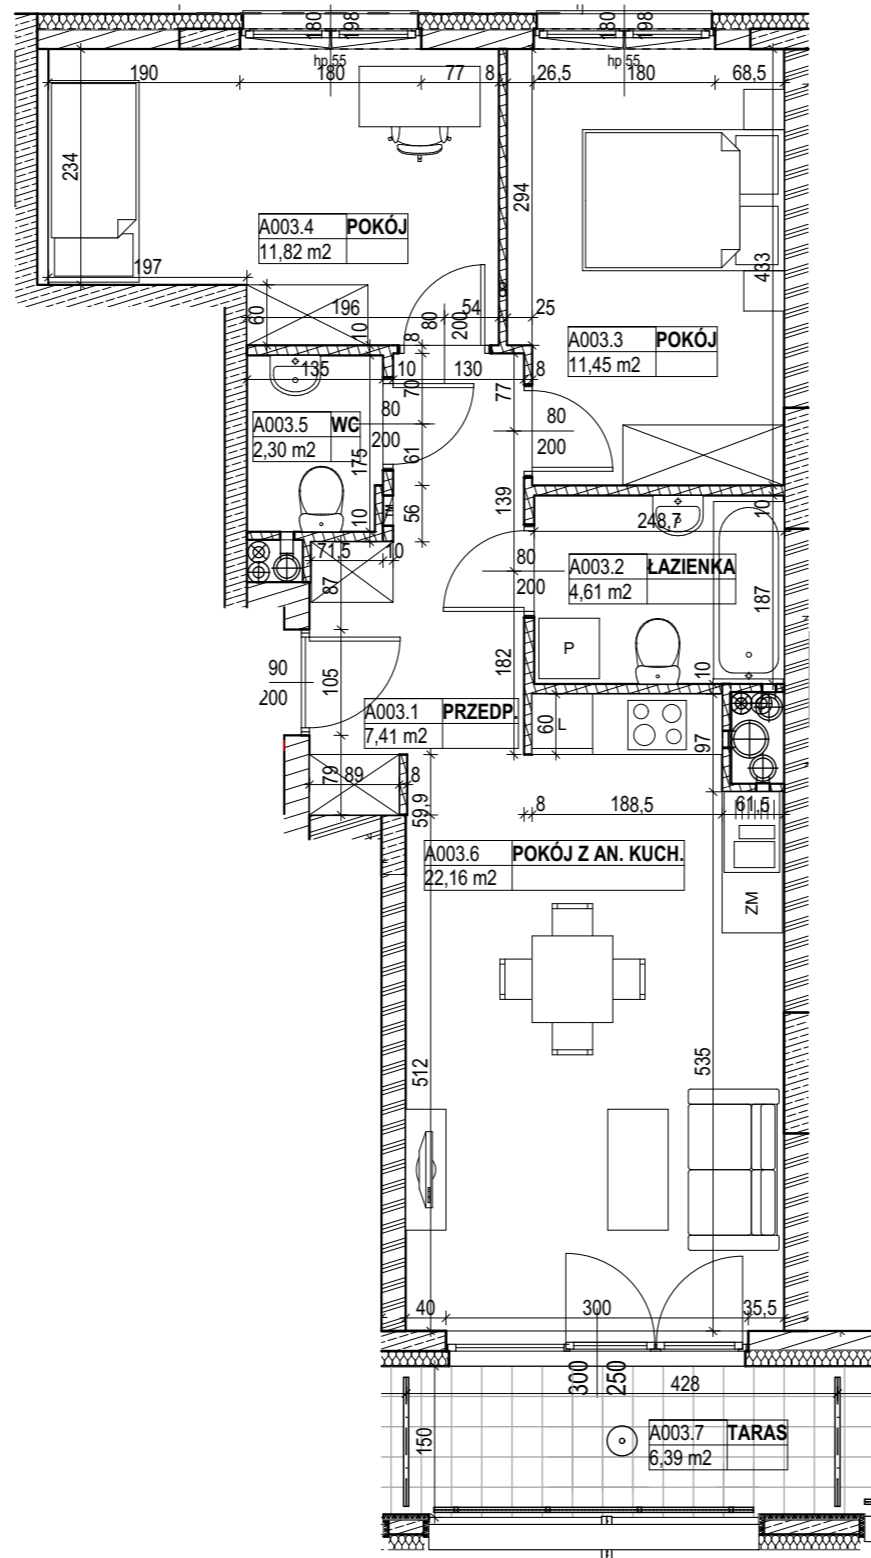 180 198 180 198
hp 55 hp 55
190 180 77 8 26,5 180 68,5
234
294
433
A003.4 POKÓJ
11,82 m2
197
60
196
10
8
80
200
54
25
A003.3 POKÓJ
11,45 m2
135 10 130 8
70
77
A003.5 WC
2,30 m2
80
200
80
200
175
61
10
56
139
10
248,7
71,5 10
87
80
200
A003.2 ŁAZIENKA
4,61 m2
187
P
10
90
200
105
182
A003.1 PRZEDP.
7,41 m2
60
L
97
79 89 8
59,9
8 188,5 61,5
A003.6 POKÓJ Z AN. KUCH.
22,16 m2
ZM
512
535
40 300 35,5
300
250
428
150
A003.7 TARAS
6,39 m2